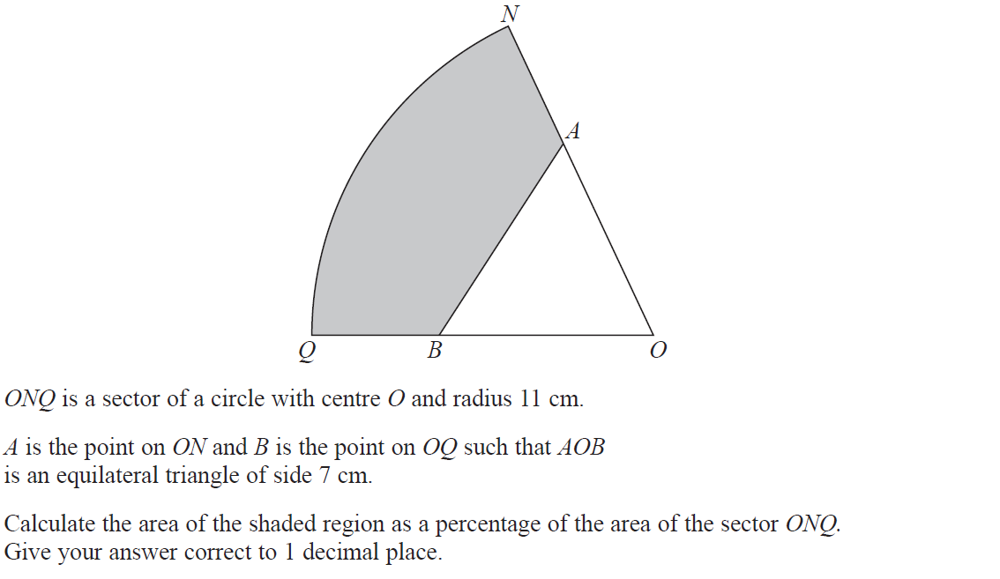 N
A
Q
B
O
ONQ is a sector of a circle with centre O and radius 11 cm.
A is the point on ON and B is the point on OQ such that AOB
is an equilateral triangle of side 7 cm.
Calculate the area of the shaded region as a percentage of the area of the sector ONQ.
Give your answer correct to 1 decimal place.